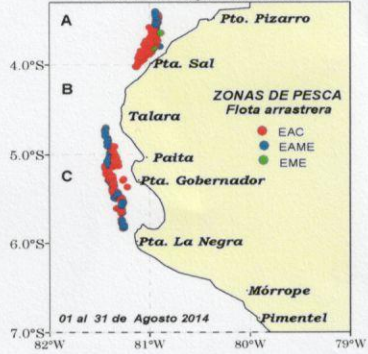 A
Pto. Pizarro
4.0°S
Pta. Sal
B
ZONAS DE PESCA
Flota arrastrera
Talara
EAC
EAME
EME
5.0°S
Paita
C
Pta. Gobernador
6.0°S
Pta. La Negra
Mórrope
01 al 31 de Agosto 2014
Pimentel
7.0°S
82°W
81°W
80°W
79°W